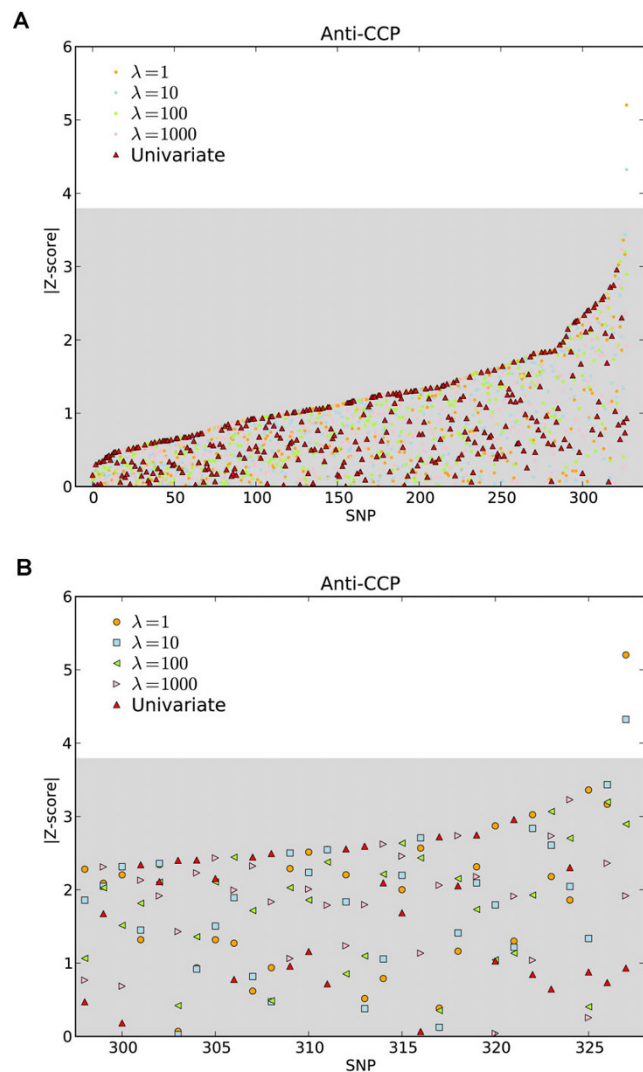 A
Anti-CCP
6
5
4
3
2
1
0
|Z-score|
λ=1
λ=10
λ=100
λ=1000
Univariate
0 50 100 150 200 250 300
SNP
B
Anti-CCP
6
5
4
3
2
1
0
|Z-score|
λ=1
λ=10
λ=100
λ=1000
Univariate
300 305 310 315 320 325
SNP